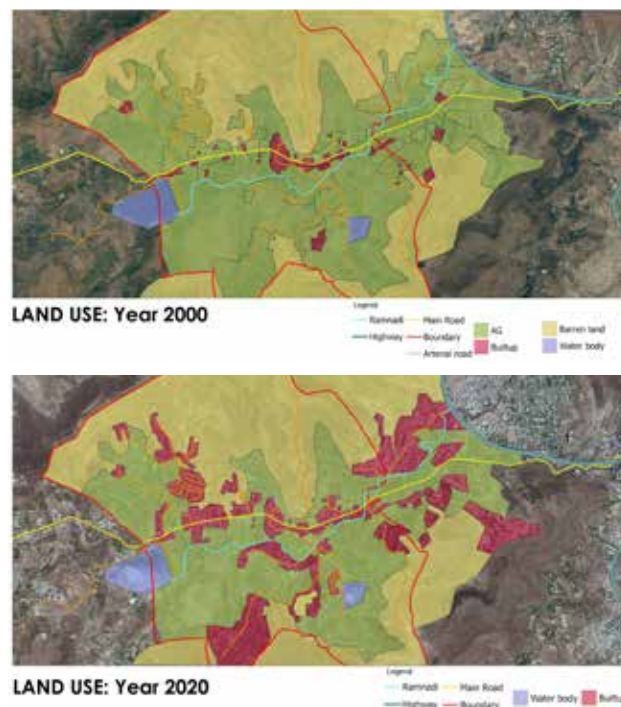 LAND USE: Year 2000
Legend
Ramnadi
Main Road
AG
Barren land
Highway
Boundary
Builtup
Water body
Arterial road
LAND USE: Year 2020
Legend
Ramnadi
Main Road
Water body
Builtup
Highway
Boundary